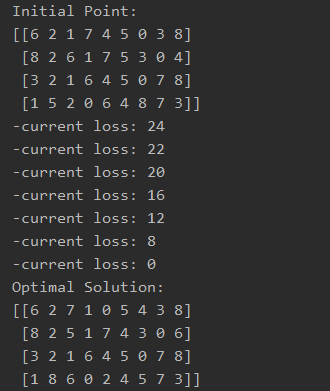 Initial Point:
[[6 2 1 7 4 5 0 3 8]
 [8 2 6 1 7 5 3 0 4]
 [3 2 1 6 4 5 0 7 8]
 [1 5 2 0 6 4 8 7 3]]
-current loss: 24
-current loss: 22
-current loss: 20
-current loss: 16
-current loss: 12
-current loss: 8
-current loss: 0
Optimal Solution:
[[6 2 7 1 0 5 4 3 8]
 [8 2 5 1 7 4 3 0 6]
 [3 2 1 6 4 5 0 7 8]
 [1 8 6 0 2 4 5 7 3]]